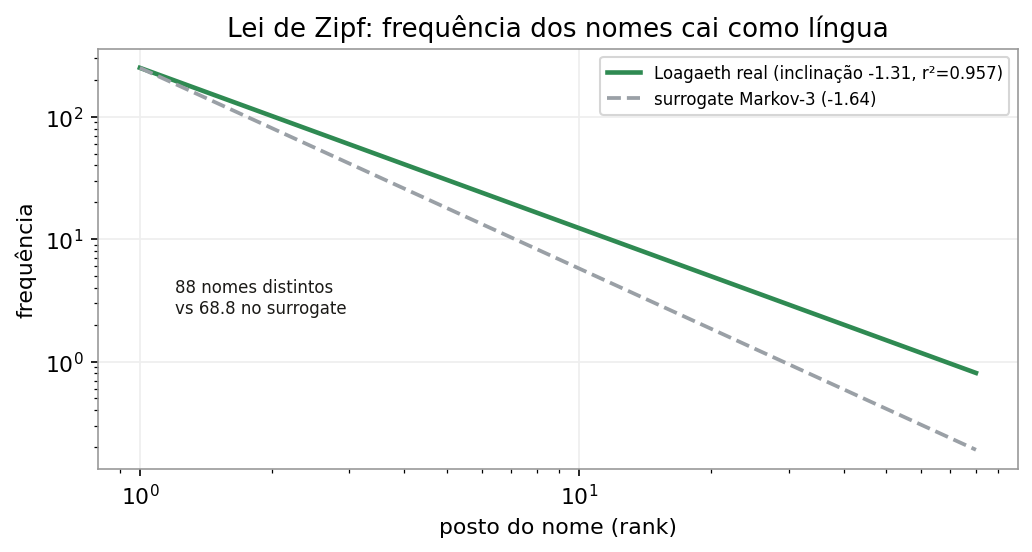 Lei de Zipf: frequência dos nomes cai como língua
Loagaeth real (inclinação -1.31, r²=0.957)
surrogate Markov-3 (-1.64)
10²
10¹
10⁰
frequência
88 nomes distintos
vs 68.8 no surrogate
10⁰
10¹
posto do nome (rank)